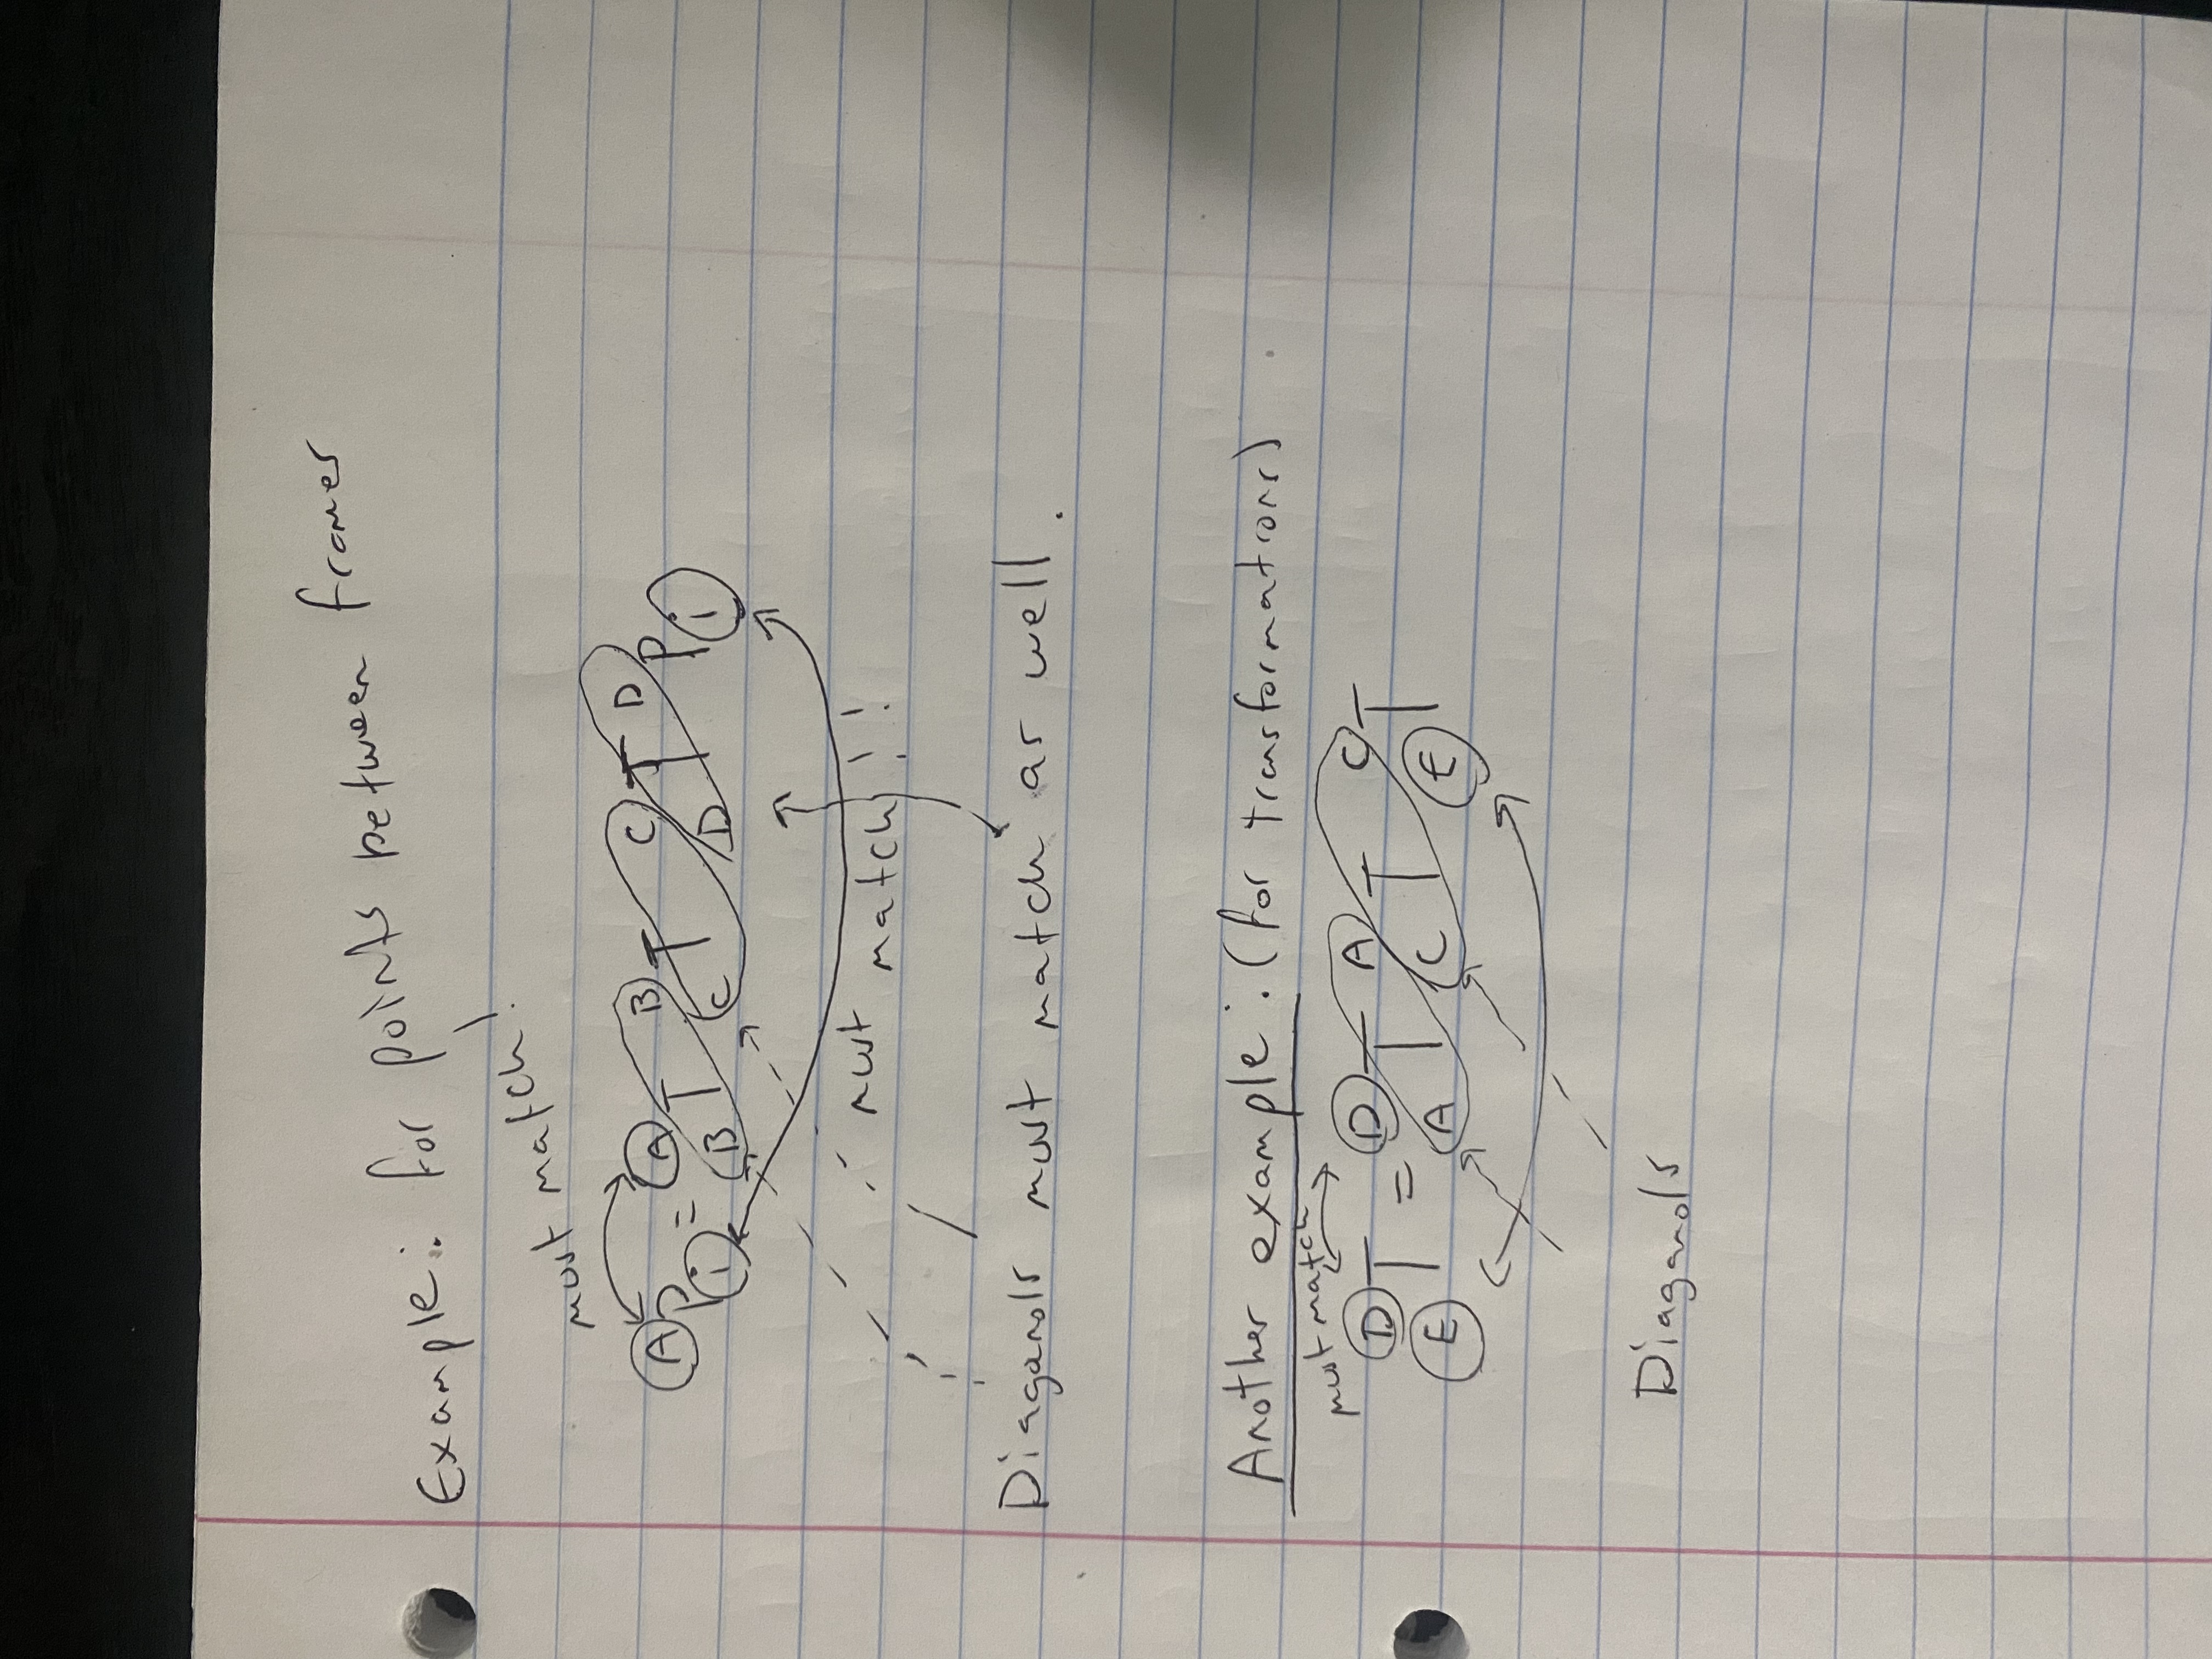 Example: for points between frames
must match!
A P i = A B T B C T C D T D P i
must match!!
Diaganols must match as well.
Another example: (for transformations)
must match
D E T = D A T A C T C E T
Diaganols